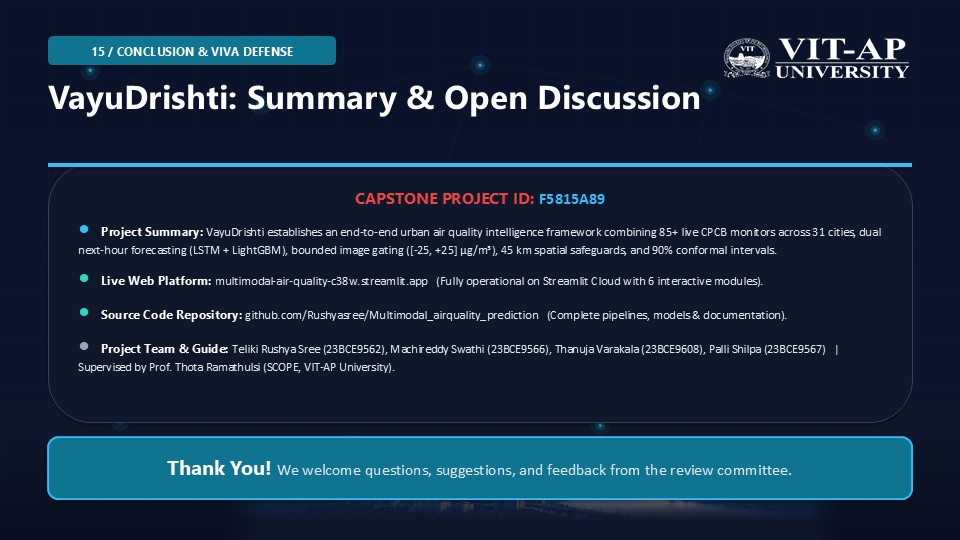 15 / CONCLUSION & VIVA DEFENSE
VIT
VIT-AP
UNIVERSITY
VayuDrishti: Summary & Open Discussion
CAPSTONE PROJECT ID: F5815A89
Project Summary: VayuDrishti establishes an end-to-end urban air quality intelligence framework combining 85+ live CPCB monitors across 31 cities, dual
next-hour forecasting (LSTM + LightGBM), bounded image gating ([-25, +25] µg/m³), 45 km spatial safeguards, and 90% conformal intervals.
Live Web Platform: multimodal-air-quality-c38w.streamlit.app (Fully operational on Streamlit Cloud with 6 interactive modules).
Source Code Repository: github.com/Rushyasree/Multimodal_airquality_prediction (Complete pipelines, models & documentation).
Project Team & Guide: Teliki Rushya Sree (23BCE9562), Machireddy Swathi (23BCE9566), Thanuja Varakala (23BCE9608), Palli Shilpa (23BCE9567) |
Supervised by Prof. Thota Ramathulsi (SCOPE, VIT-AP University).
Thank You! We welcome questions, suggestions, and feedback from the review committee.